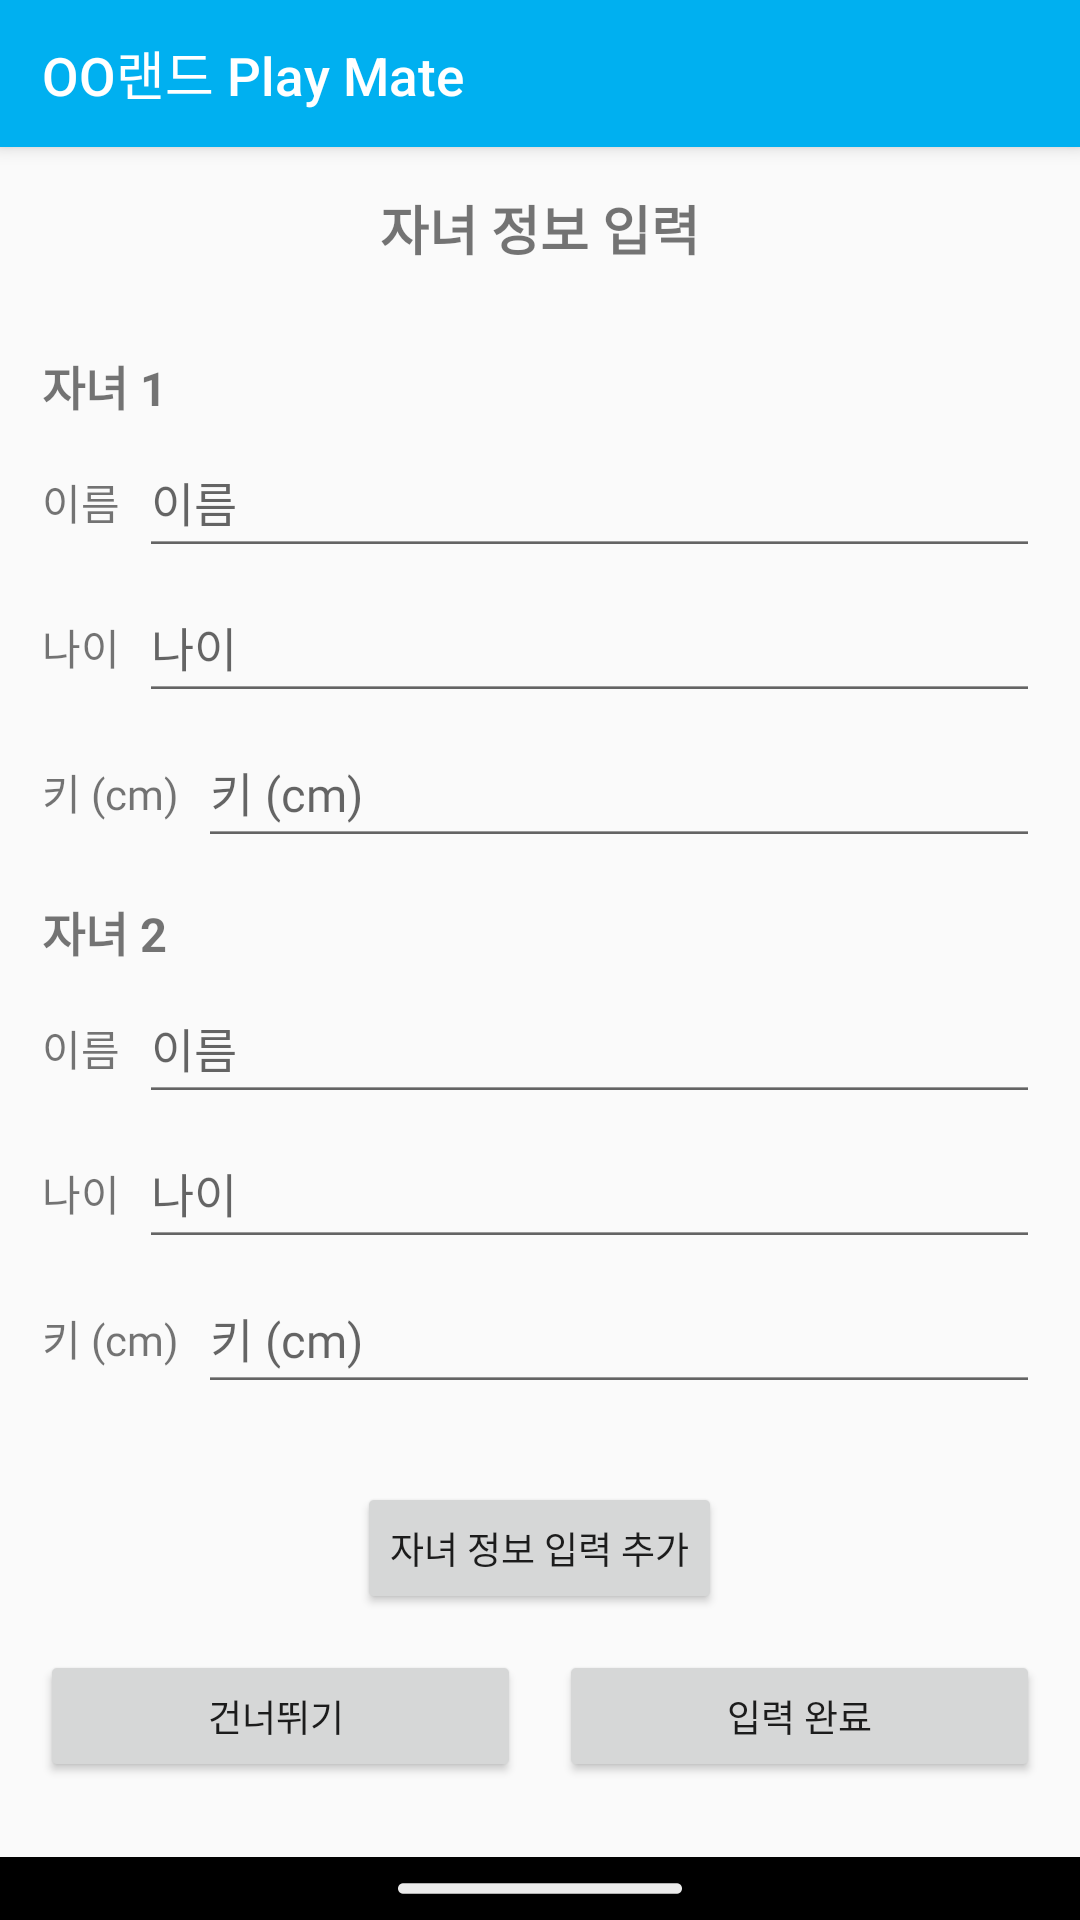 OO랜드 Play Mate
자녀 정보 입력
자녀 1
이름 이름
나이 나이
키 (cm) 키 (cm)
자녀 2
이름 이름
나이 나이
키 (cm) 키 (cm)
자녀 정보 입력 추가
건너뛰기 입력 완료